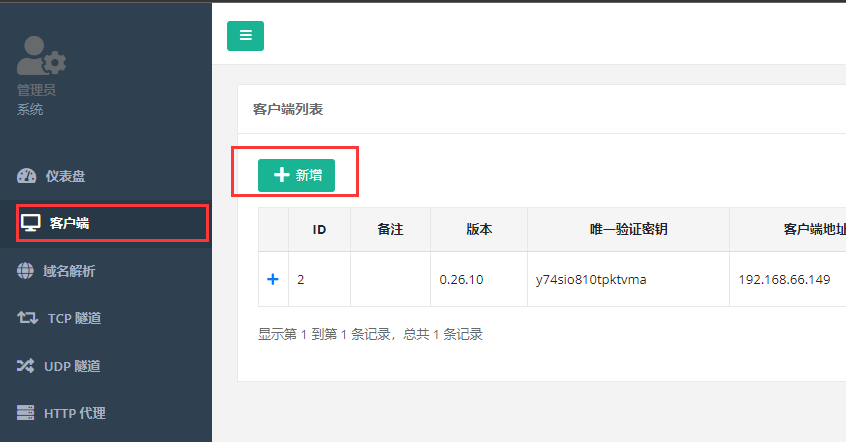 管理员
系统
仪表盘
客户端
域名解析
TCP 隧道
UDP 隧道
HTTP 代理
客户端列表
新增
ID 备注 版本 唯一验证密钥 客户端地址
2 0.26.10 y74sio810tpktvma 192.168.66.149
显示第 1 到第 1 条记录，总共 1 条记录